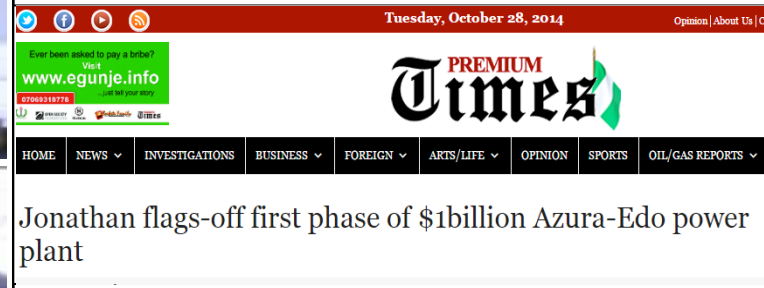 Tuesday, October 28, 2014
Opinion | About Us |
Ever been asked to pay a bribe?
Visit
www.egunje.info
...just tell your story
07069319776
Times
PREMIUM
Times
HOME NEWS INVESTIGATIONS BUSINESS FOREIGN ARTS/LIFE OPINION SPORTS OIL/GAS REPORTS
Jonathan flags-off first phase of $1billion Azura-Edo power
plant